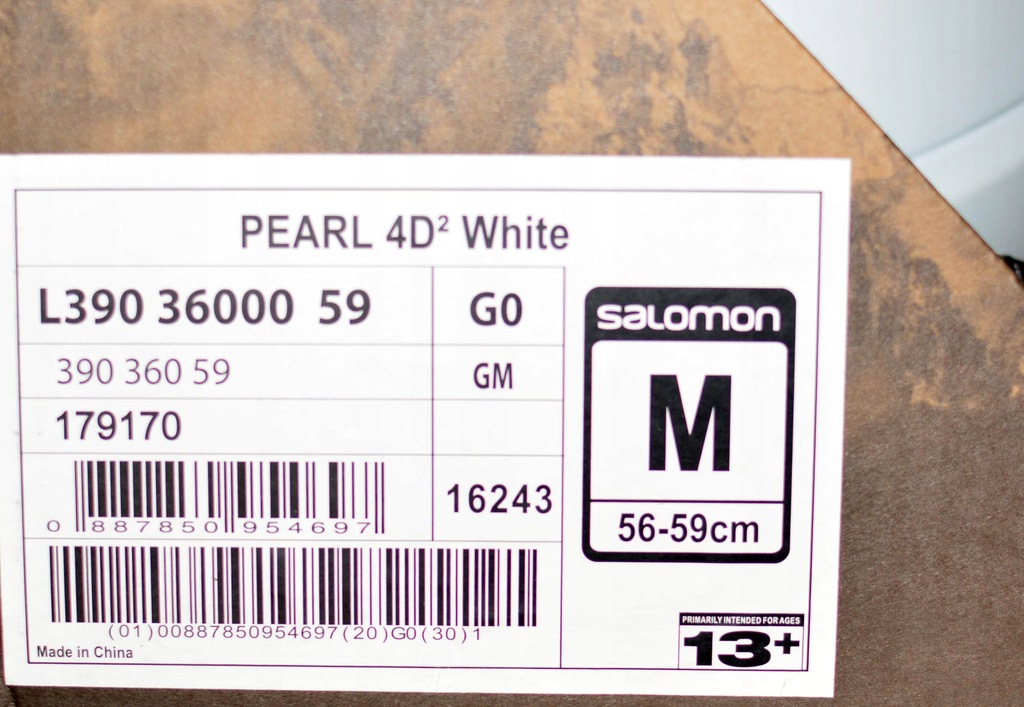 PEARL 4D² White
L390 36000 59
G0
390 360 59
GM
179170
0 887850 954697
16243
(01)00887850954697(20)G0(30)1
Made in China
salomon
M
56-59cm
PRIMARILY INTENDED FOR AGES
13+